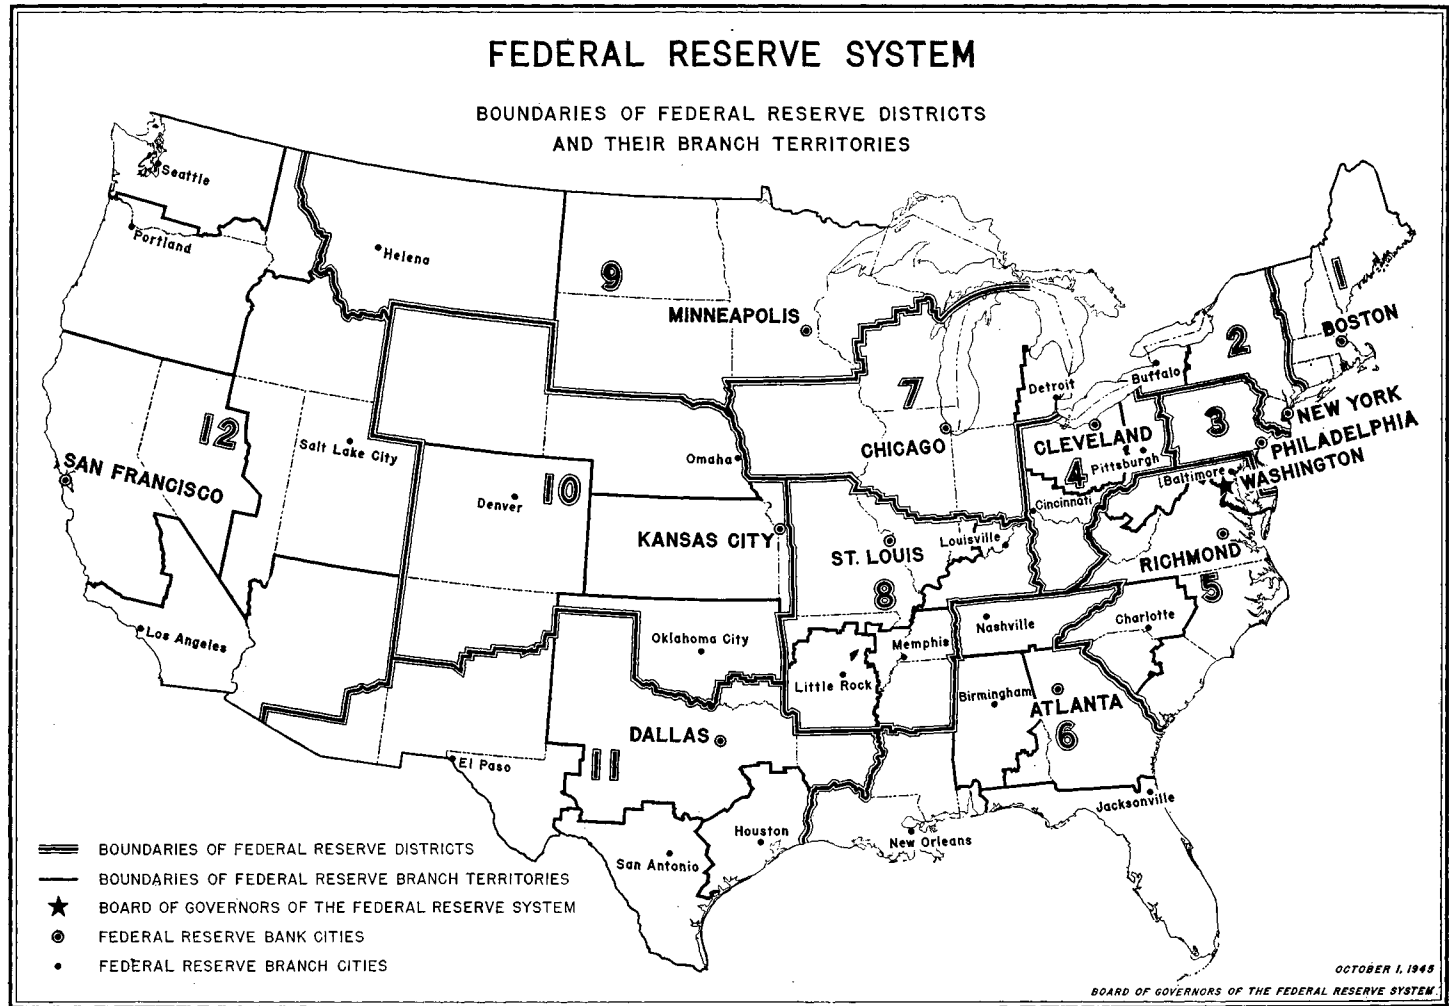 FEDERAL RESERVE SYSTEM
BOUNDARIES OF FEDERAL RESERVE DISTRICTS
AND THEIR BRANCH TERRITORIES
Seattle
Portland
Helena
9
MINNEAPOLIS
1
BOSTON
2
Buffalo
7
Detroit
CHICAGO
CLEVELAND
4
Pittsburgh
Cincinnati
3
NEW YORK
PHILADELPHIA
WASHINGTON
Baltimore
12
SAN FRANCISCO
Salt Lake City
Los Angeles
Denver
10
Omaha
KANSAS CITY
ST. LOUIS
8
Louisville
RICHMOND
5
Charlotte
Nashville
Memphis
Little Rock
Oklahoma City
Birmingham
ATLANTA
6
DALLAS
11
El Paso
Houston
San Antonio
New Orleans
Jacksonville
BOUNDARIES OF FEDERAL RESERVE DISTRICTS
BOUNDARIES OF FEDERAL RESERVE BRANCH TERRITORIES
BOARD OF GOVERNORS OF THE FEDERAL RESERVE SYSTEM
FEDERAL RESERVE BANK CITIES
FEDERAL RESERVE BRANCH CITIES
OCTOBER 1, 1945
BOARD OF GOVERNORS OF THE FEDERAL RESERVE SYSTEM